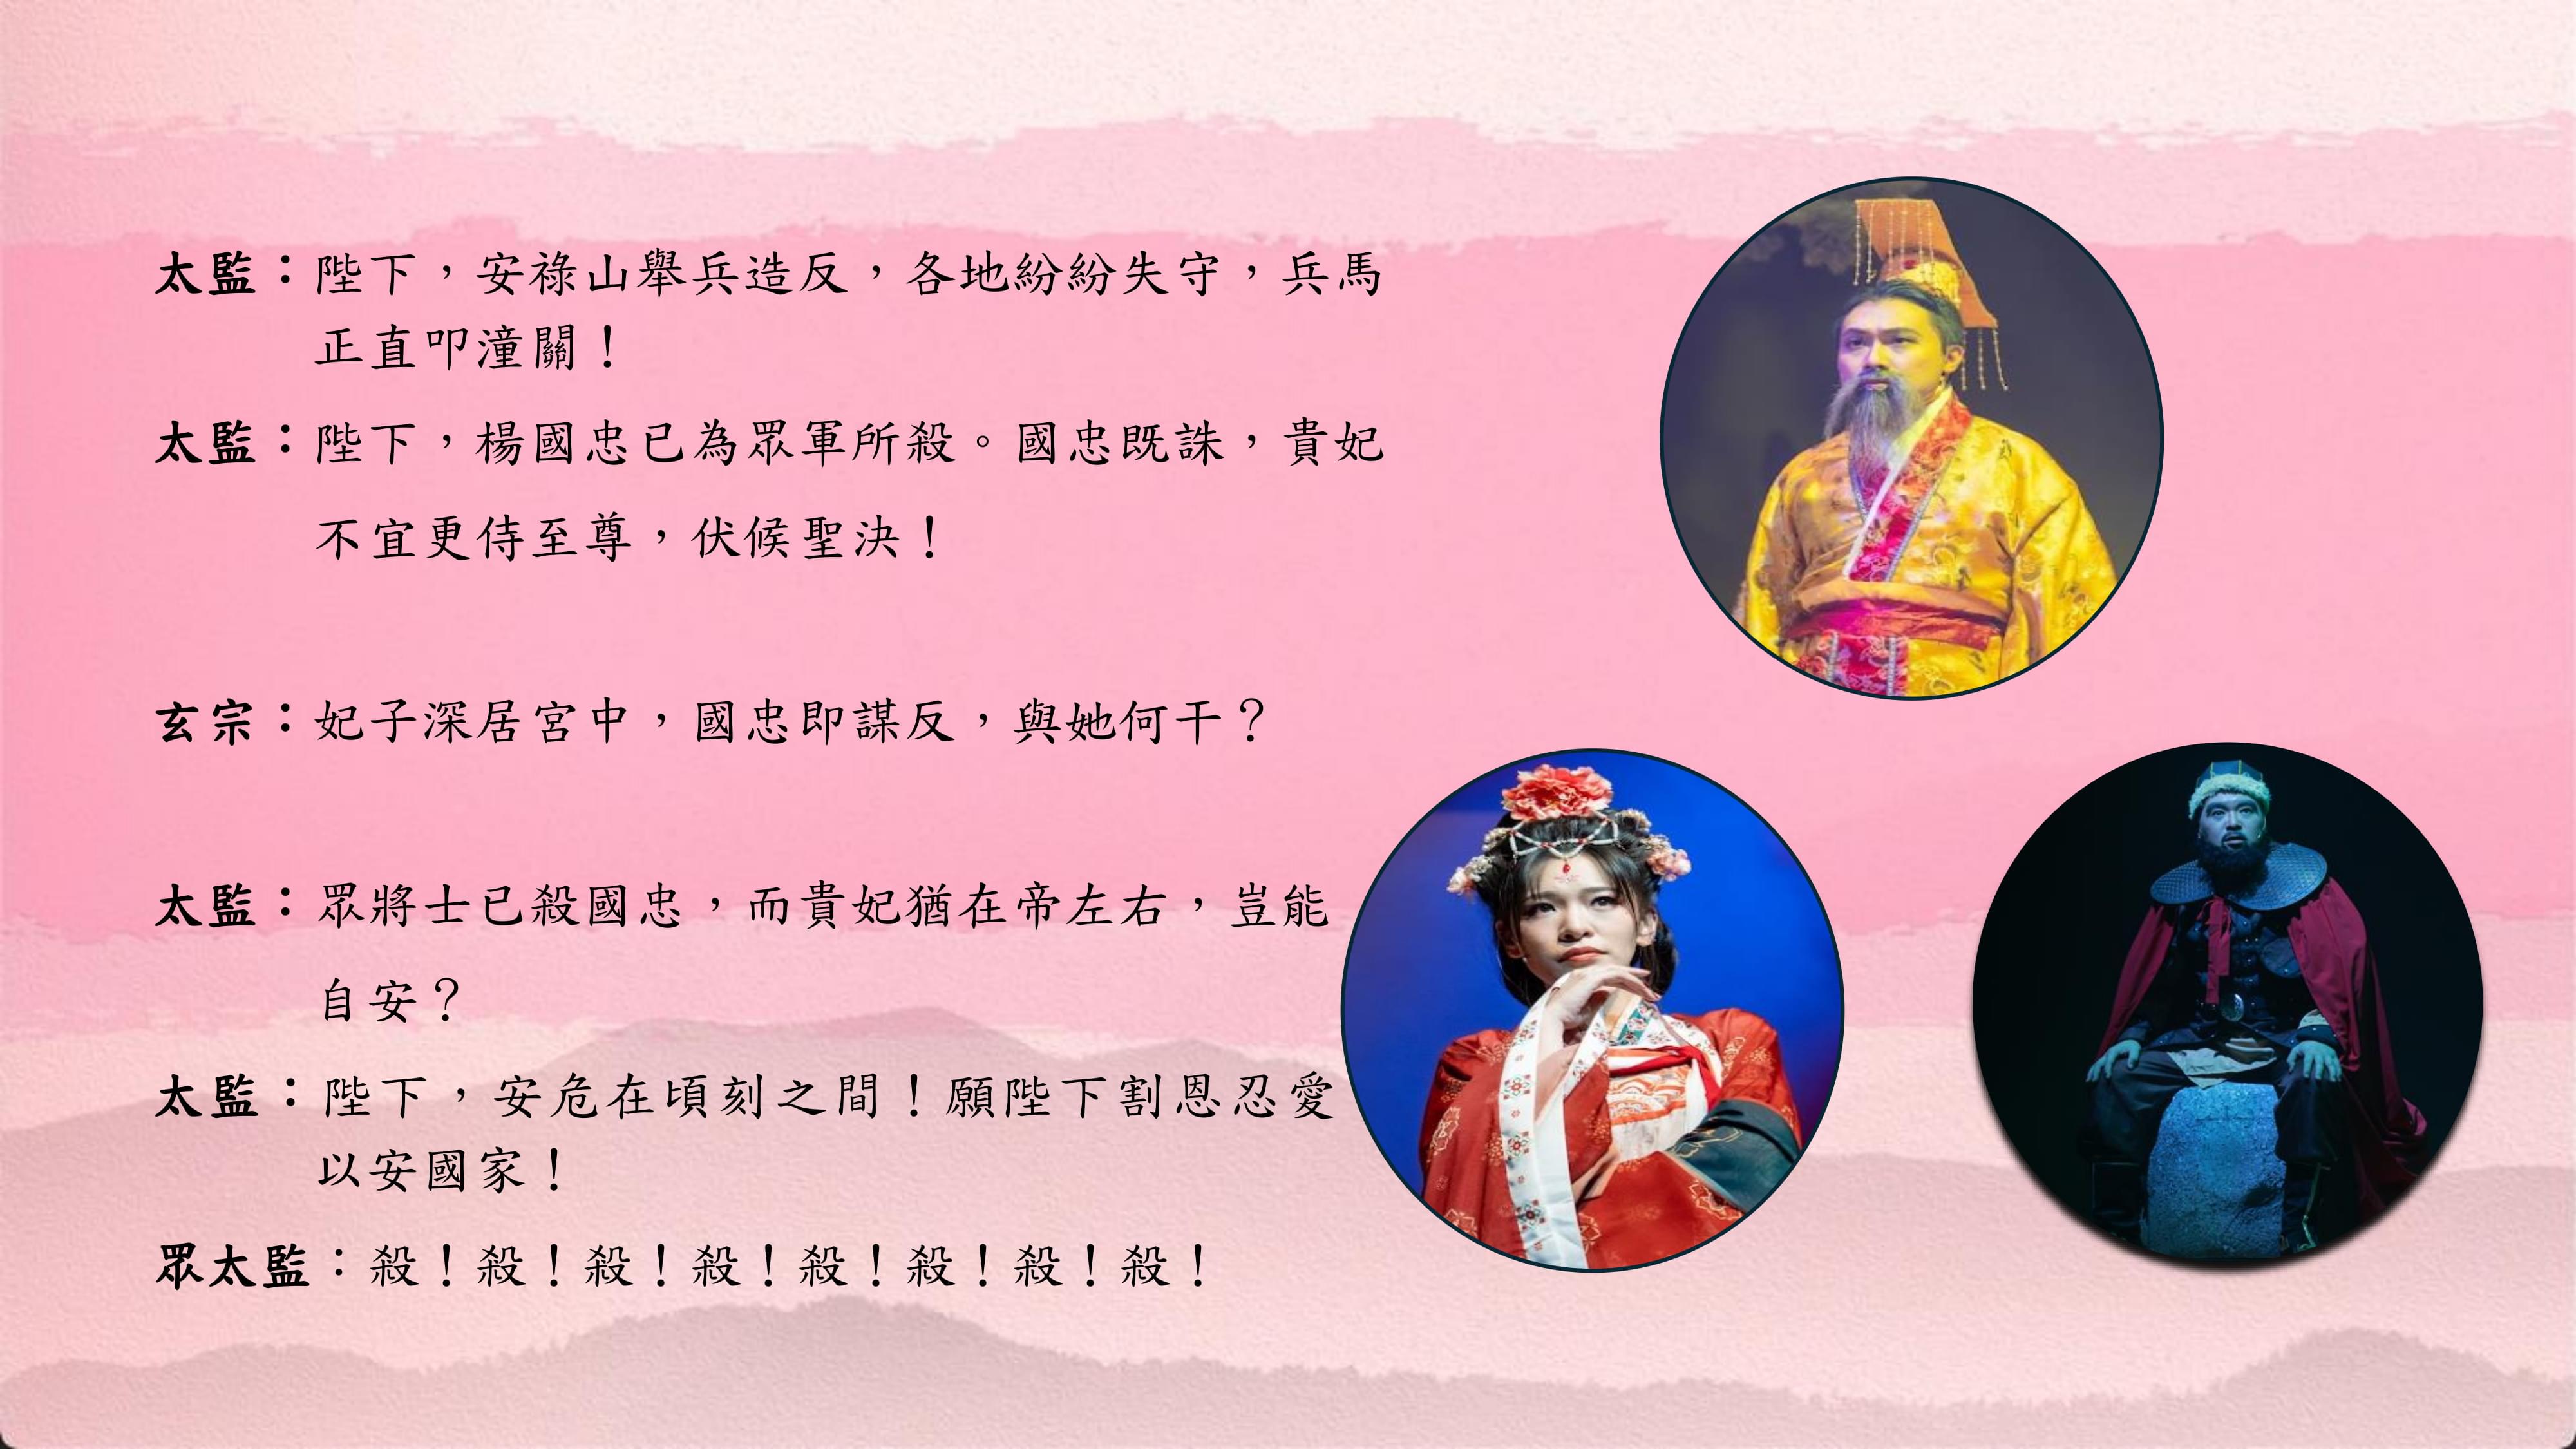 太監：陛下，安祿山舉兵造反，各地紛紛失守，兵馬
正直叩潼關！
太監：陛下，楊國忠已為眾軍所殺。國忠既誅，貴妃
不宜更侍至尊，伏候聖決！
玄宗：妃子深居宮中，國忠即謀反，與她何干？
太監：眾將士已殺國忠，而貴妃猶在帝左右，豈能
自安？
太監：陛下，安危在頃刻之間！願陛下割恩忍愛
以安國家！
眾太監：殺！殺！殺！殺！殺！殺！殺！殺！